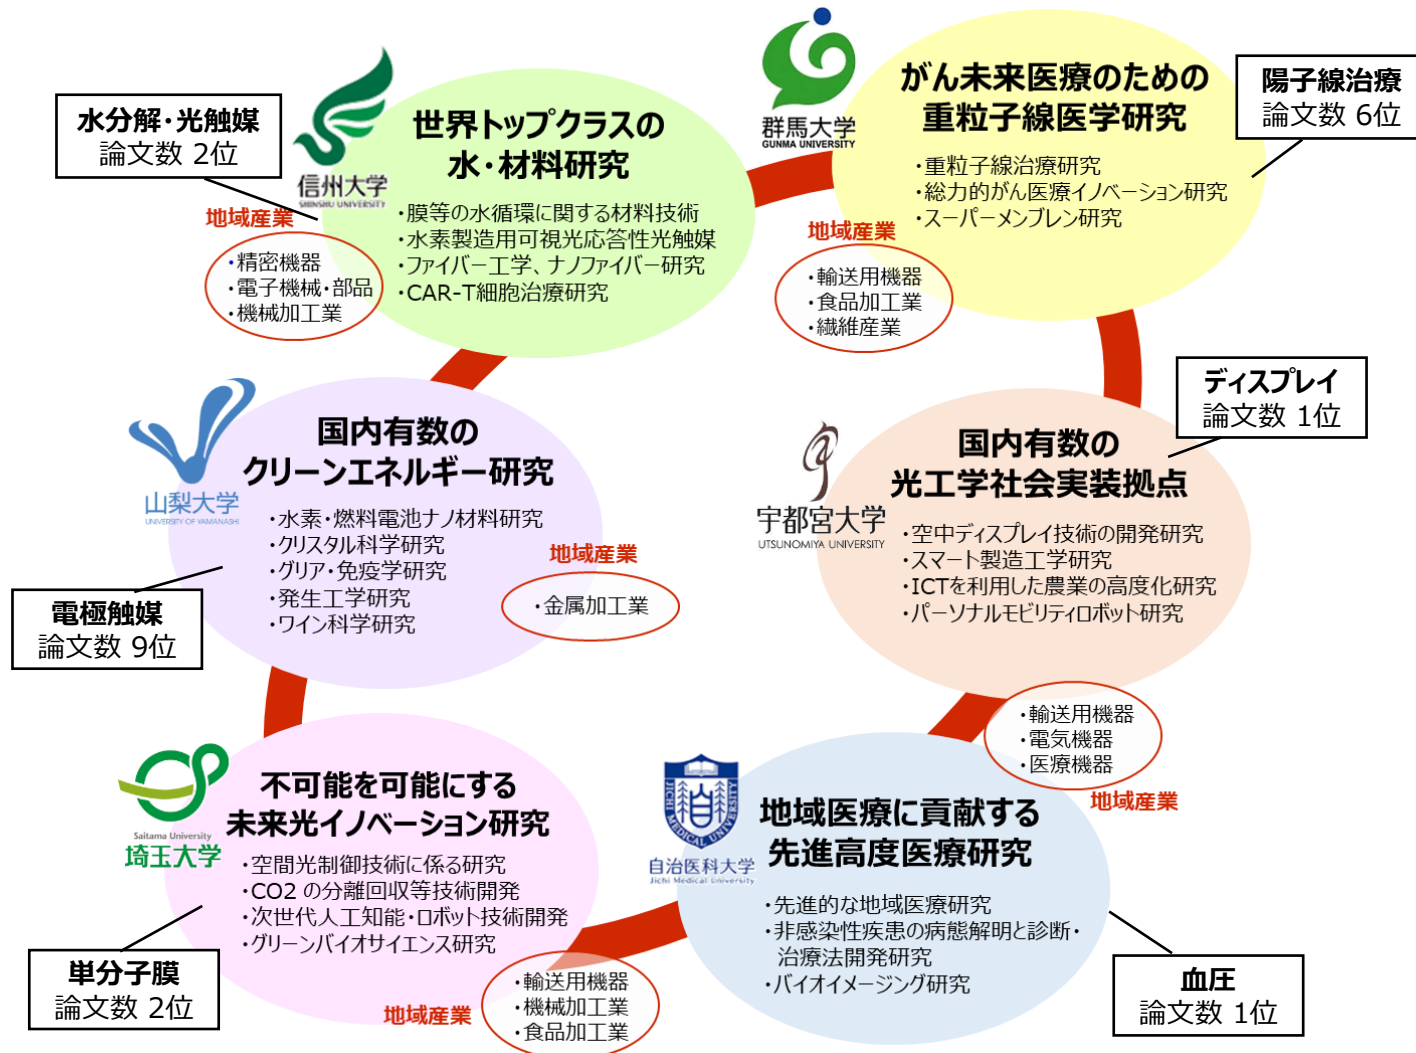 水分解・光触媒
論文数 2位
信州大学
SHINSHU UNIVERSITY
世界トップクラスの
水・材料研究
・膜等の水循環に関する材料技術
・水素製造用可視光応答性光触媒
・ファイバー工学、ナノファイバー研究
・CAR-T細胞治療研究
地域産業
・精密機器
・電子機械・部品
・機械加工業
群馬大学
GUNMA UNIVERSITY
がん未来医療のための
重粒子線医学研究
・重粒子線治療研究
・総力的がん医療イノベーション研究
・スーパーメンブレン研究
陽子線治療
論文数 6位
地域産業
・輸送用機器
・食品加工業
・繊維産業
山梨大学
UNIVERSITY OF YAMANASHI
国内有数の
クリーンエネルギー研究
・水素・燃料電池ナノ材料研究
・クリスタル科学研究
・グリア・免疫学研究
・発生工学研究
・ワイン科学研究
地域産業
・金属加工業
電極触媒
論文数 9位
ディスプレイ
論文数 1位
宇都宮大学
UTSUNOMIYA UNIVERSITY
国内有数の
光工学社会実装拠点
・空中ディスプレイ技術の開発研究
・スマート製造工学研究
・ICTを利用した農業の高度化研究
・パーソナルモビリティロボット研究
・輸送用機器
・電気機器
・医療機器
地域産業
Saitama University
埼玉大学
不可能を可能にする
未来光イノベーション研究
・空間光制御技術に係る研究
・CO2 の分離回収等技術開発
・次世代人工知能・ロボット技術開発
・グリーンバイオサイエンス研究
単分子膜
論文数 2位
地域産業
・輸送用機器
・機械加工業
・食品加工業
JICHI MEDICAL UNIVERSITY
自治医科大学
Jichi Medical University
地域医療に貢献する
先進高度医療研究
・先進的な地域医療研究
・非感染性疾患の病態解明と診断・
治療法開発研究
・バイオイメージング研究
血圧
論文数 1位